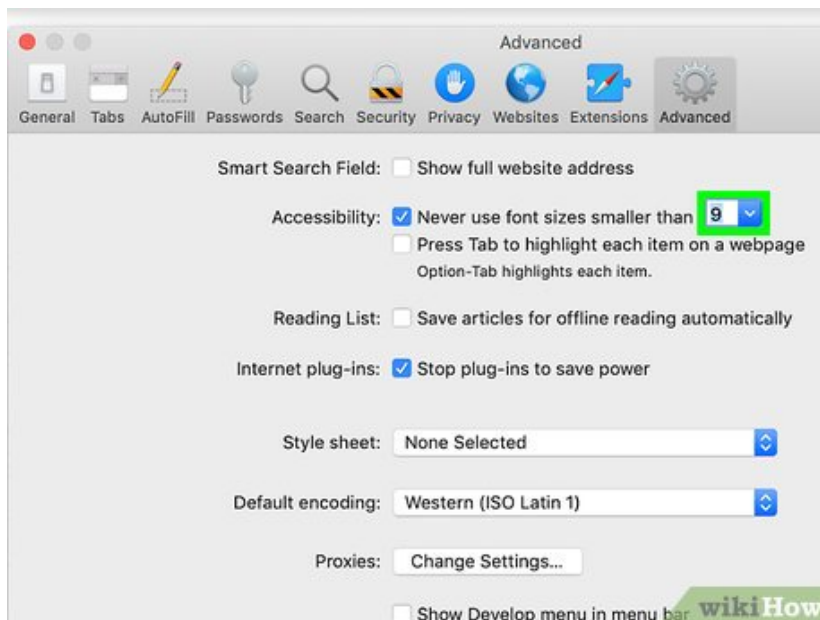 Advanced
General Tabs AutoFill Passwords Search Security Privacy Websites Extensions Advanced
Smart Search Field: Show full website address
Accessibility: Never use font sizes smaller than 9
Press Tab to highlight each item on a webpage
Option-Tab highlights each item.
Reading List: Save articles for offline reading automatically
Internet plug-ins: Stop plug-ins to save power
Style sheet: None Selected
Default encoding: Western (ISO Latin 1)
Proxies: Change Settings...
Show Develop menu in menu bar
wikiHow